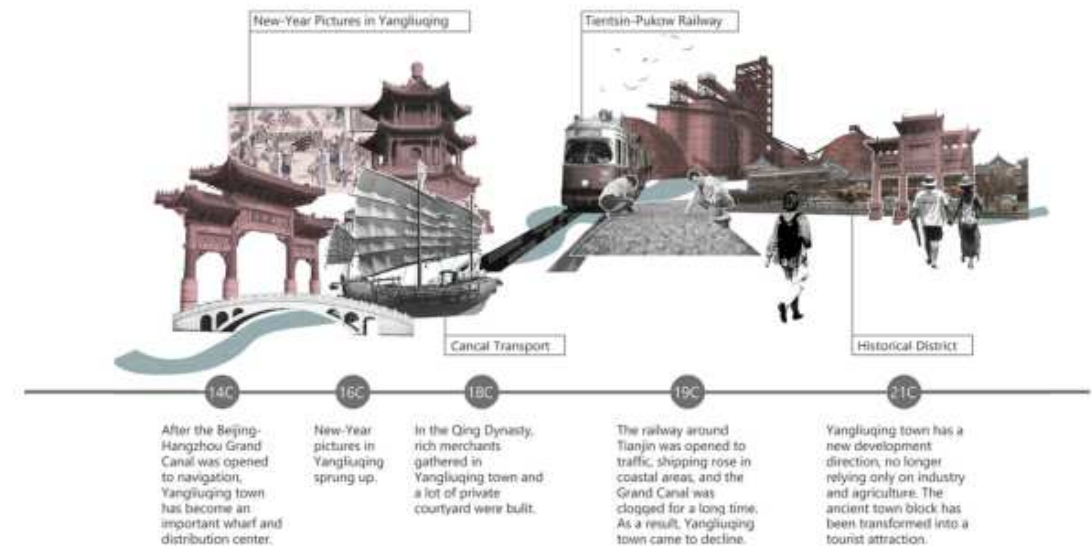 New-Year Pictures in Yangliuqing
Tientsin-Pukow Railway
Cancal Transport
Historical District
14C
16C
18C
19C
21C
After the Beijing-
Hangzhou Grand
Canal was opened
to navigation,
Yangliuqing town
has become an
important wharf and
distribution center.
New-Year
pictures in
Yangliuqing
sprung up.
In the Qing Dynasty,
rich merchants
gathered in
Yangliuqing town and
a lot of private
courtyard were bulit.
The railway around
Tianjin was opened to
traffic, shipping rose in
coastal areas, and the
Grand Canal was
clogged for a long time.
As a result, Yangliuqing
town came to decline.
Yangliuqing town has a
new development
direction, no longer
relying only on industry
and agriculture. The
ancient town block has
been transformed into a
tourist attraction.